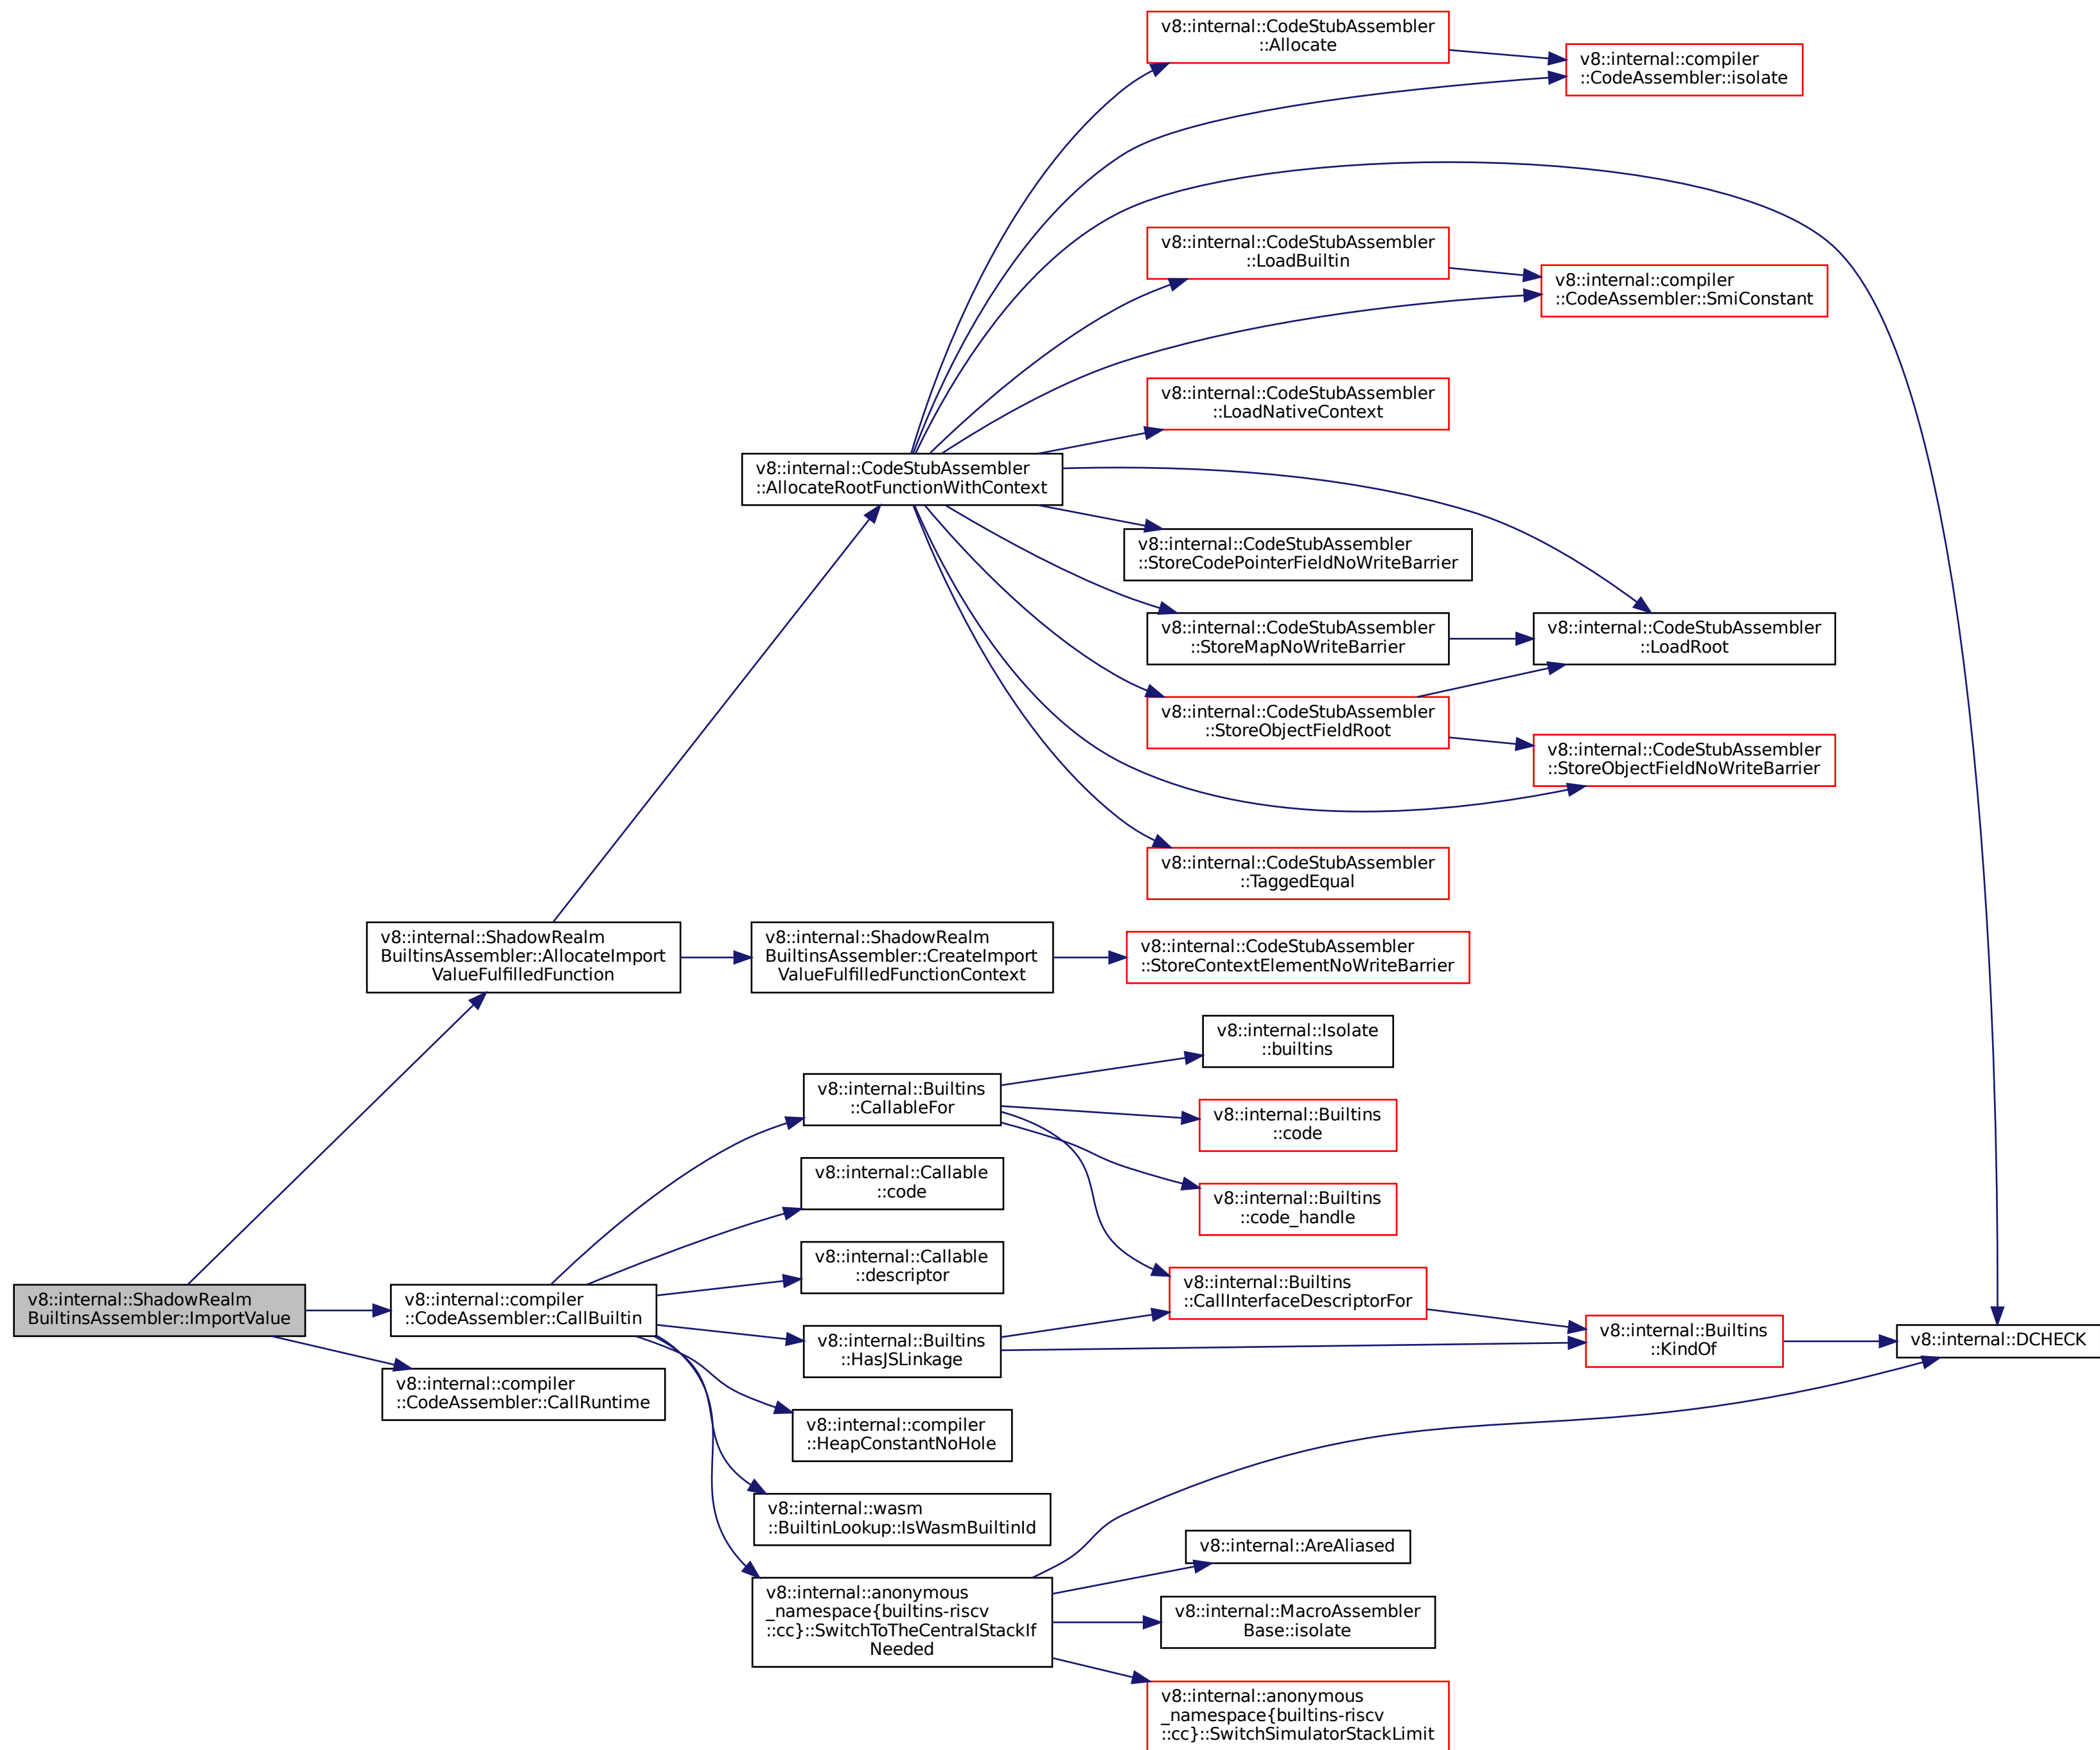 v8::internal::CodeStubAssembler
::Allocate
v8::internal::compiler
::CodeAssembler::isolate
v8::internal::CodeStubAssembler
::LoadBuiltin
v8::internal::compiler
::CodeAssembler::SmiConstant
v8::internal::CodeStubAssembler
::LoadNativeContext
v8::internal::CodeStubAssembler
::AllocateRootFunctionWithContext
v8::internal::CodeStubAssembler
::StoreCodePointerFieldNoWriteBarrier
v8::internal::CodeStubAssembler
::StoreMapNoWriteBarrier
v8::internal::CodeStubAssembler
::LoadRoot
v8::internal::CodeStubAssembler
::StoreObjectFieldRoot
v8::internal::CodeStubAssembler
::StoreObjectFieldNoWriteBarrier
v8::internal::CodeStubAssembler
::TaggedEqual
v8::internal::ShadowRealm
BuiltinsAssembler::AllocateImport
ValueFulfilledFunction
v8::internal::ShadowRealm
BuiltinsAssembler::CreateImport
ValueFulfilledFunctionContext
v8::internal::CodeStubAssembler
::StoreContextElementNoWriteBarrier
v8::internal::Isolate
::builtins
v8::internal::Builtins
::CallableFor
v8::internal::Builtins
::code
v8::internal::Callable
::code
v8::internal::Builtins
::code_handle
v8::internal::Callable
::descriptor
v8::internal::Builtins
::CallInterfaceDescriptorFor
v8::internal::ShadowRealm
BuiltinsAssembler::ImportValue
v8::internal::compiler
::CodeAssembler::CallBuiltin
v8::internal::Builtins
::HasJSLinkage
v8::internal::Builtins
::KindOf
v8::internal::DCHECK
v8::internal::compiler
::CodeAssembler::CallRuntime
v8::internal::compiler
::HeapConstantNoHole
v8::internal::wasm
::BuiltinLookup::IsWasmBuiltinId
v8::internal::AreAliased
v8::internal::anonymous
_namespace{builtins-riscv
::cc}::SwitchToTheCentralStackIf
Needed
v8::internal::MacroAssembler
Base::isolate
v8::internal::anonymous
_namespace{builtins-riscv
::cc}::SwitchSimulatorStackLimit